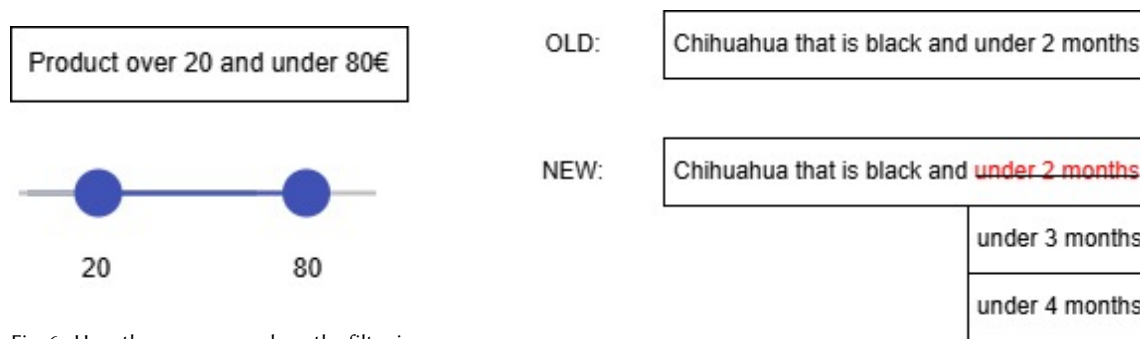 Product over 20 and under 80€
20 80
OLD: Chihuahua that is black and under 2 months
NEW: Chihuahua that is black and under 2 months
under 3 months
under 4 months